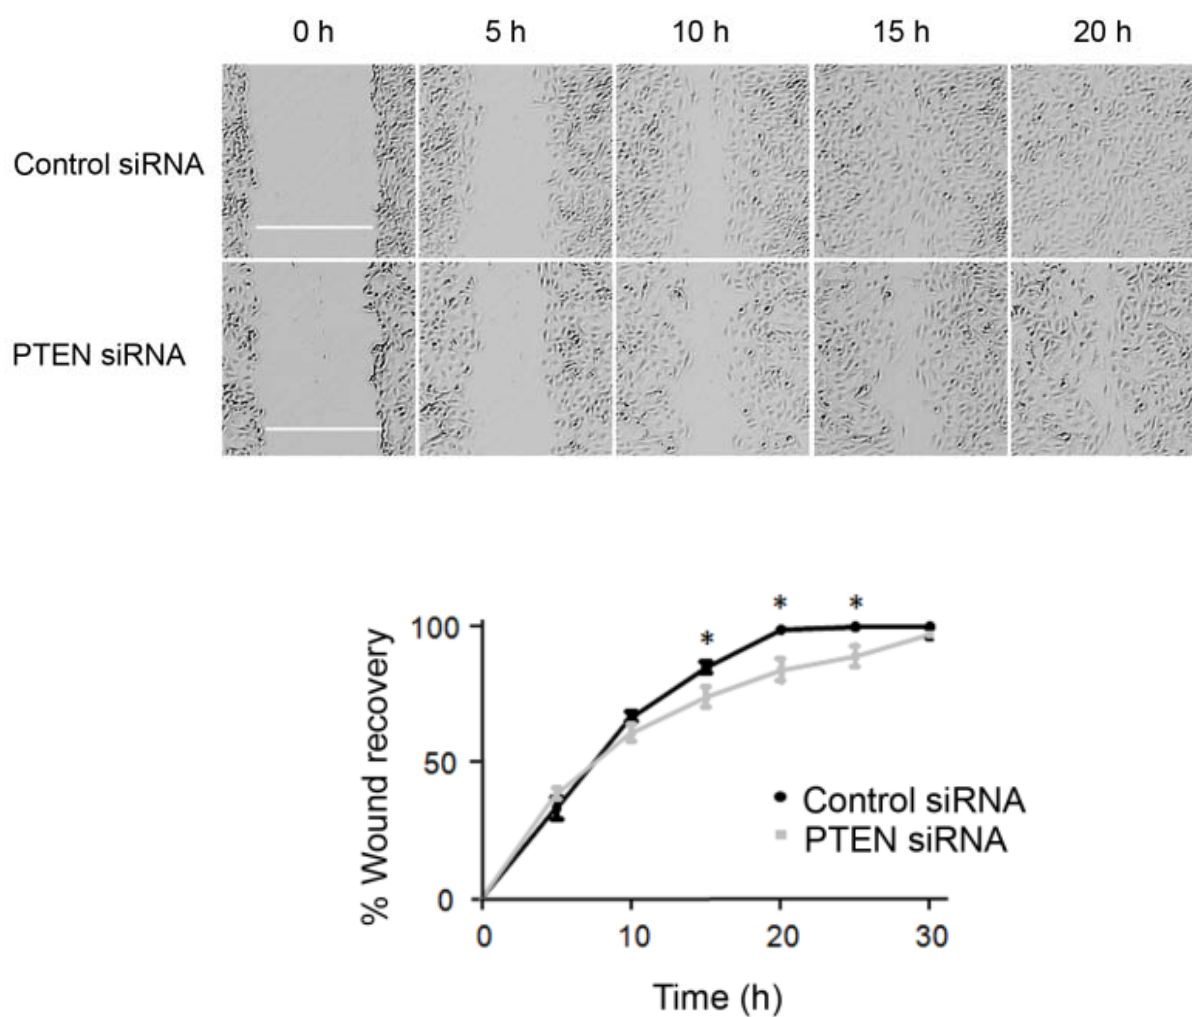 0 h 5 h 10 h 15 h 20 h
Control siRNA
PTEN siRNA
% Wound recovery
100
50
0
* * *
Control siRNA
PTEN siRNA
0 10 20 30
Time (h)